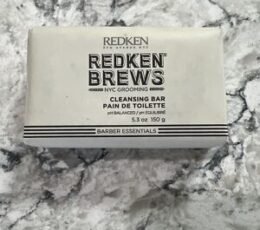 REDKEN
5TH AVENUE NYC
REDKEN
BREWS
NYC GROOMING
CLEANSING BAR
PAIN DE TOILETTE
pH BALANCED / pH ÉQUILIBRÉ
5.3 oz 150 g
BARBER ESSENTIALS